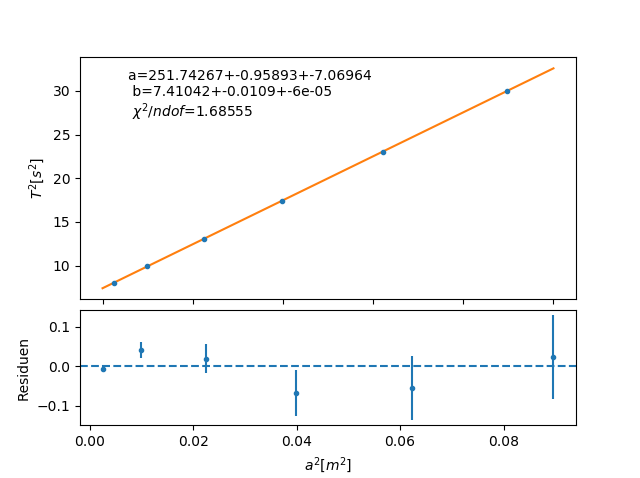 a=251.74267+-0.95893+-7.06964
b=7.41042+-0.0109+-6e-05
χ²/ndof=1.68555
T²[s²]
30
25
20
15
10
Residuen
0.1
0.0
−0.1
0.00 0.02 0.04 0.06 0.08
a²[m²]